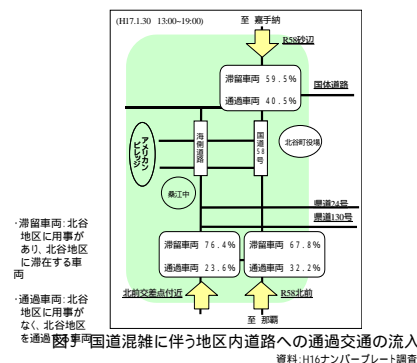 (H17.1.30 13:00~19:00)
至 嘉手納
R58砂辺
滞留車両 59.5%
通過車両 40.5%
国体道路
アメリカンビレッジ
海側道路
国道58号
北谷町役場
桑江中
県道24号
県道130号
滞留車両 76.4%
通過車両 23.6%
滞留車両 67.8%
通過車両 32.2%
北前交差点付近
R58北前
至 那覇
・滞留車両:北谷
地区に用事が
あり、北谷地区
に滞在する車
両
・通過車両:北谷
地区に用事が
なく、北谷地区
を通過する車両
国道混雑に伴う地区内道路への通過交通の流入
資料:H16ナンバープレート調査